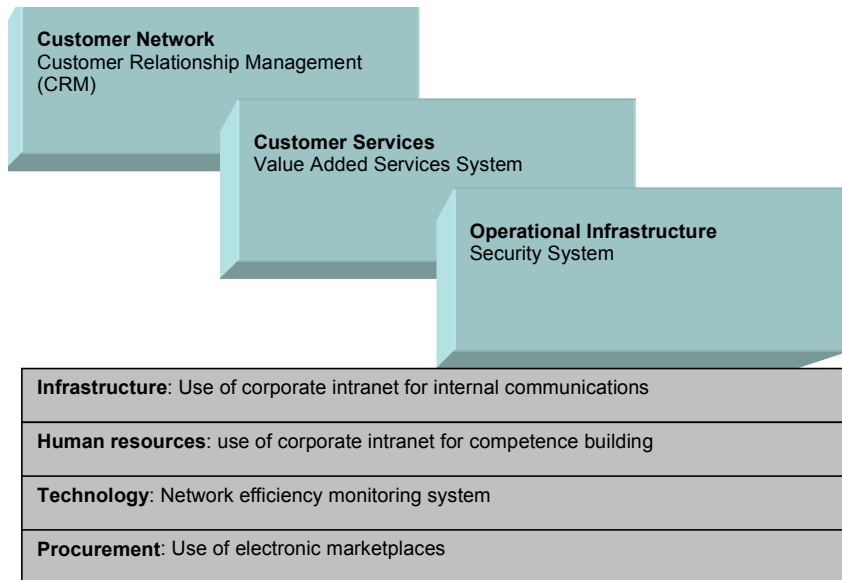 Customer Network
Customer Relationship Management
(CRM)
Customer Services
Value Added Services System
Operational Infrastructure
Security System
Infrastructure: Use of corporate intranet for internal communications
Human resources: use of corporate intranet for competence building
Technology: Network efficiency monitoring system
Procurement: Use of electronic marketplaces